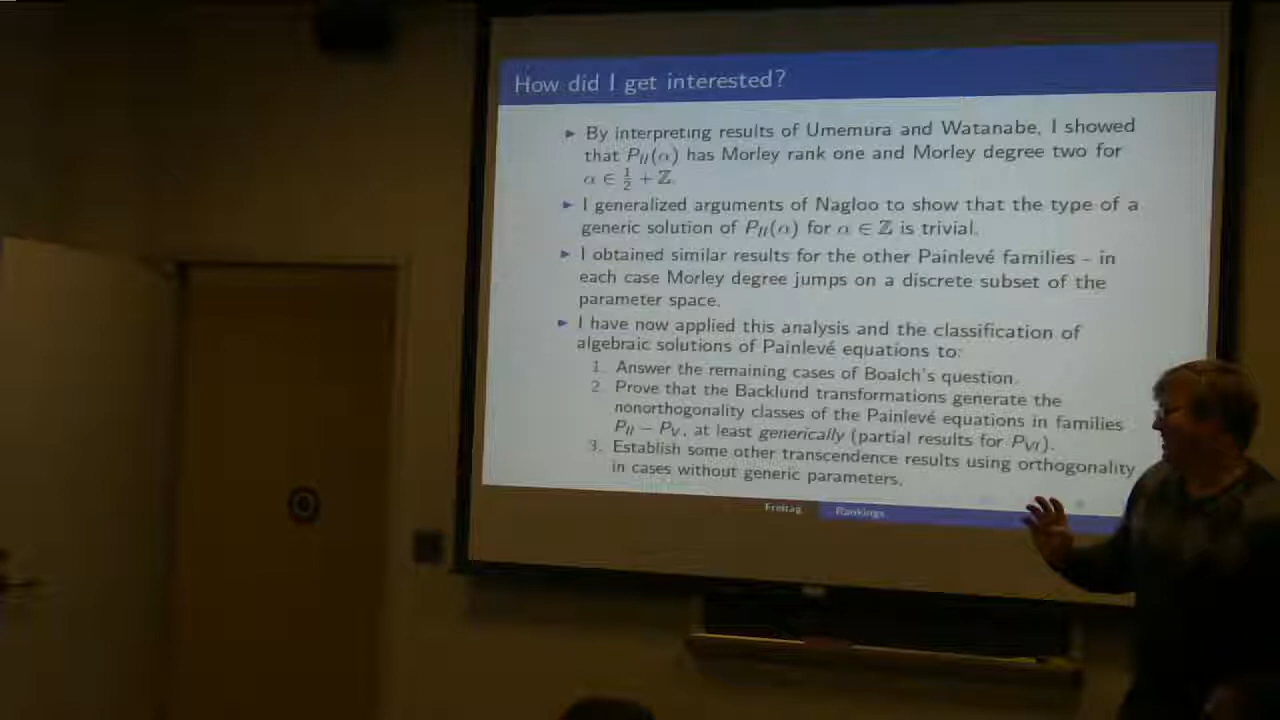 How did I get interested?
► By interpreting results of Umemura and Watanabe, I showed
that P_II(α) has Morley rank one and Morley degree two for
α ∈ 1/2 + ℤ.
► I generalized arguments of Nagloo to show that the type of a
generic solution of P_II(α) for α ∈ ℤ is trivial.
► I obtained similar results for the other Painlevé families – in
each case Morley degree jumps on a discrete subset of the
parameter space.
► I have now applied this analysis and the classification of
algebraic solutions of Painlevé equations to:
1. Answer the remaining cases of Boalch's question.
2. Prove that the Backlund transformations generate the
nonorthogonality classes of the Painlevé equations in families
P_II – P_V, at least generically (partial results for P_VI).
3. Establish some other transcendence results using orthogonality
in cases without generic parameters.
Freitag Rankings